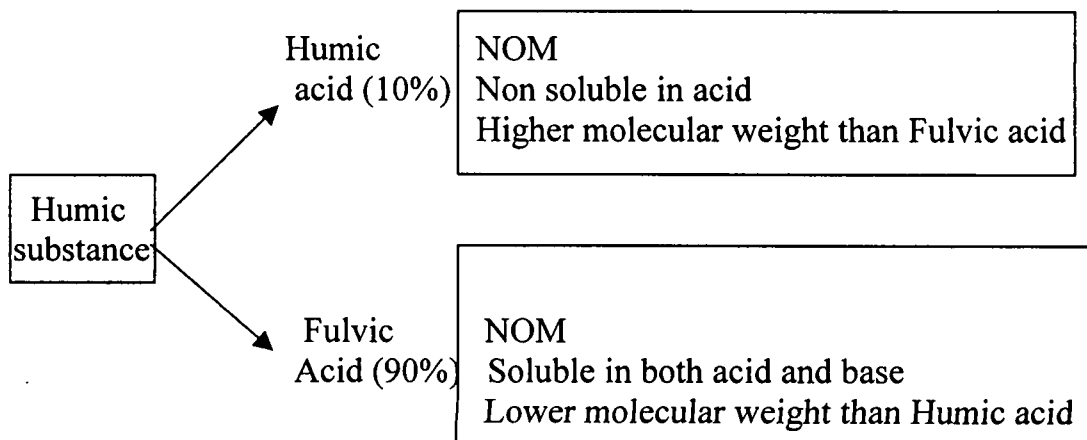 Humic
substance
Humic
acid (10%)
NOM
Non soluble in acid
Higher molecular weight than Fulvic acid
Fulvic
Acid (90%)
NOM
Soluble in both acid and base
Lower molecular weight than Humic acid